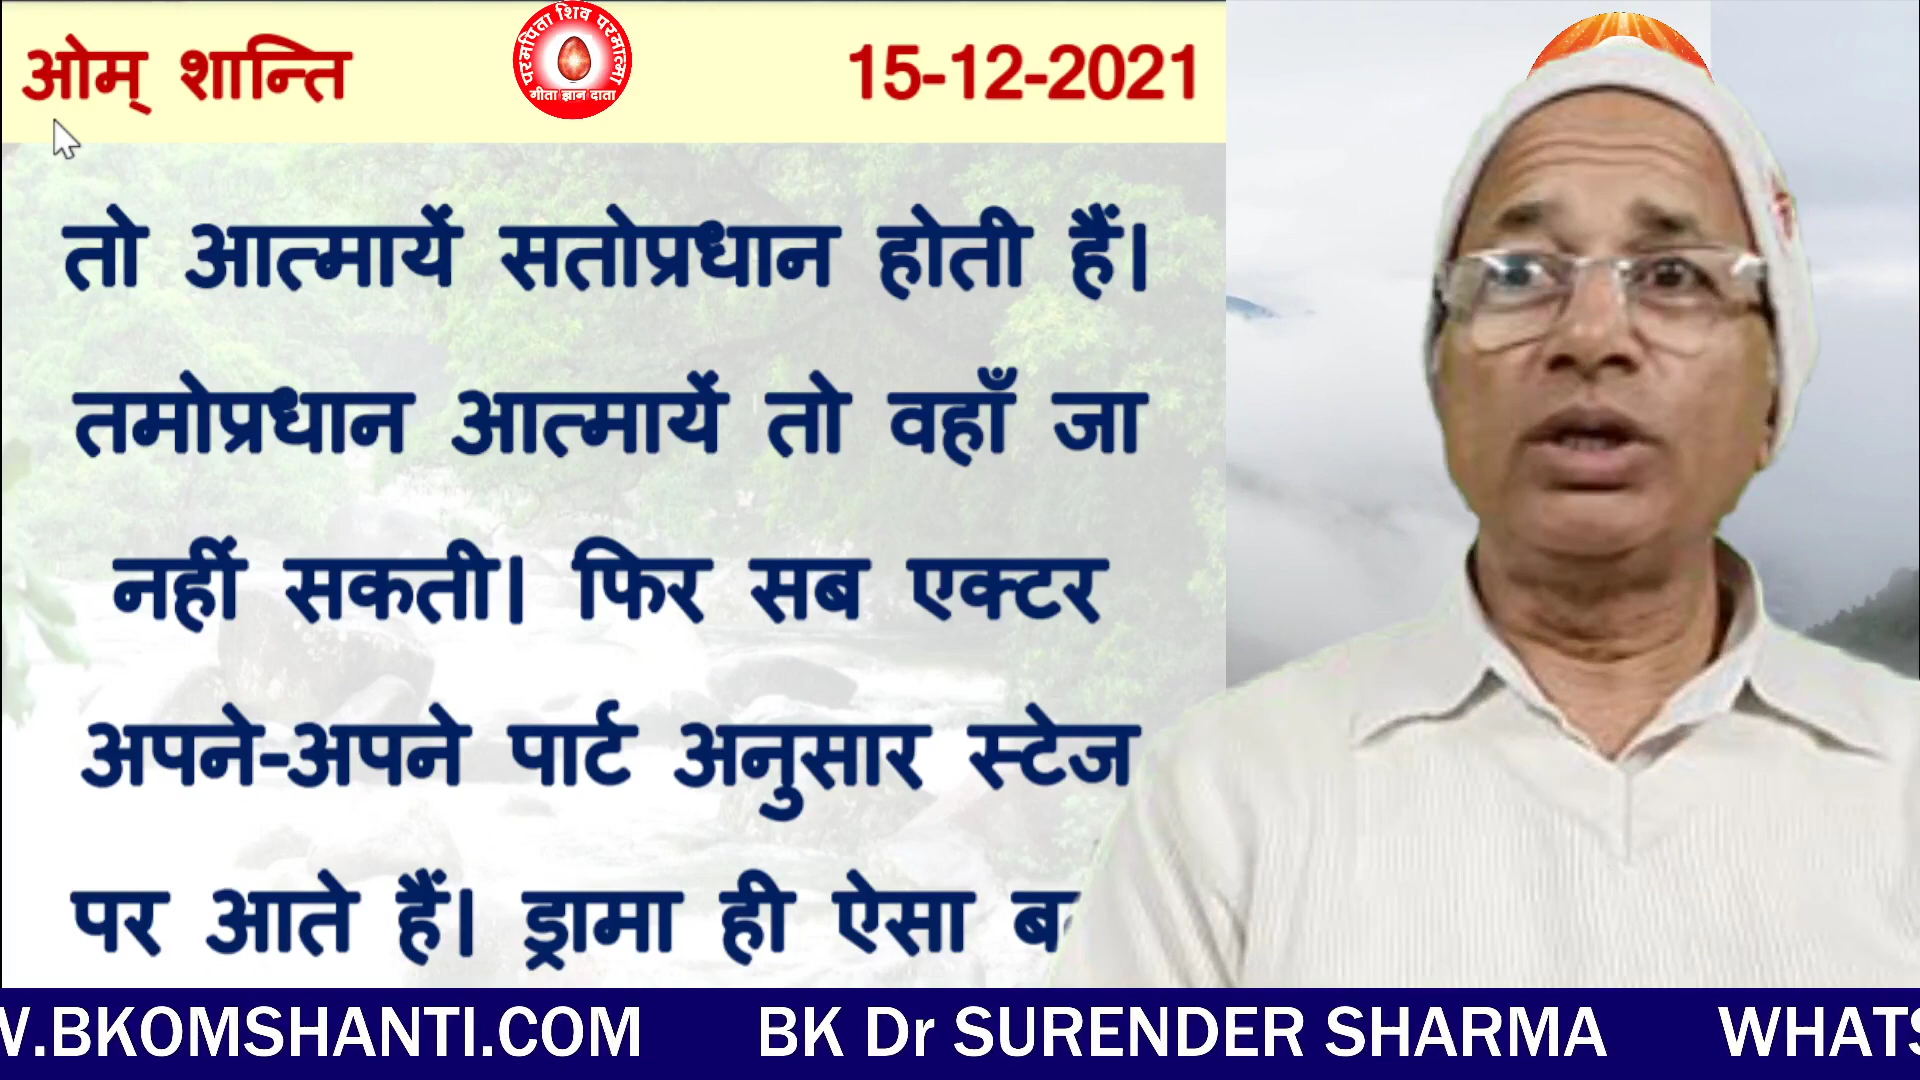 ओम् शान्ति
परमपिता शिव परमात्मा
गीता ज्ञान दाता
15-12-2021
तो आत्मायें सतोप्रधान होती हैं।
तमोप्रधान आत्मायें तो वहाँ जा
नहीं सकती। फिर सब एक्टर
अपने-अपने पार्ट अनुसार स्टेज
पर आते हैं। ड्रामा ही ऐसा
W.BKOMSHANTI.COM BK Dr SURENDER SHARMA WHATS